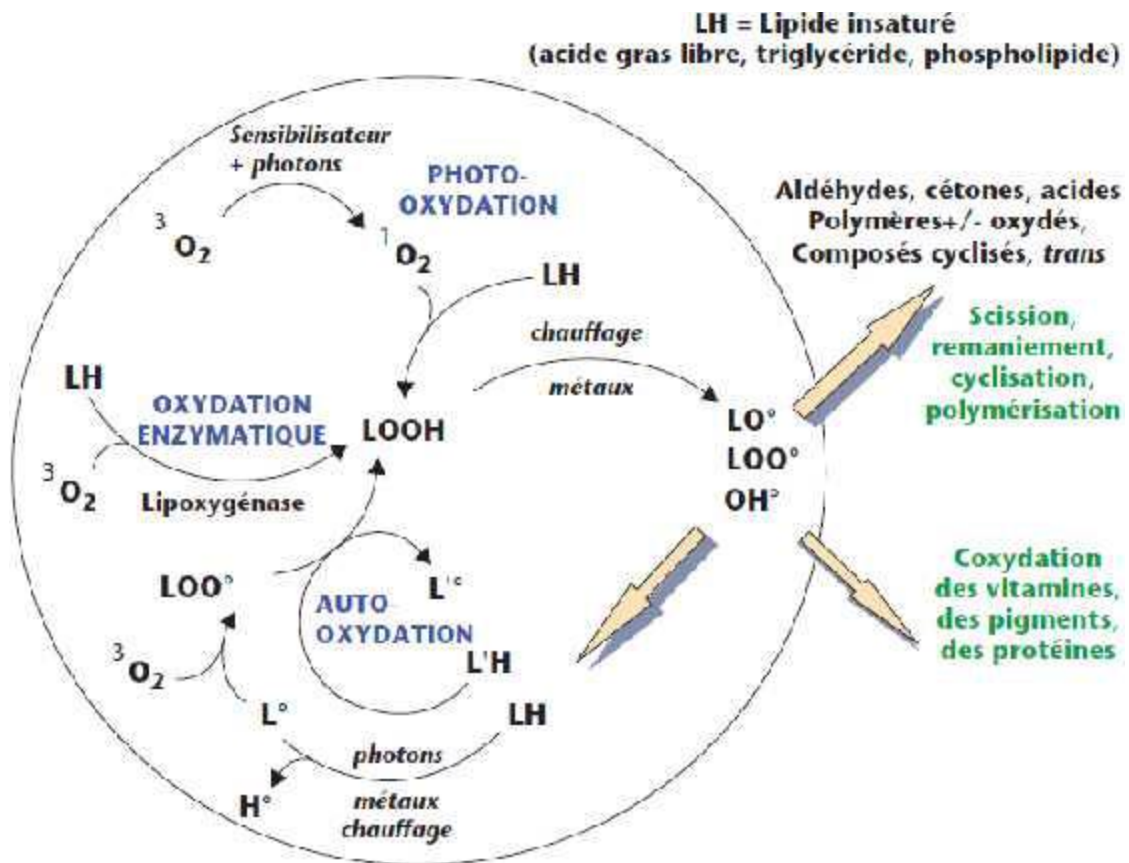 LH = Lipide insaturé
(acide gras libre, triglycéride, phospholipide)
Sensibilisateur
+ photons
PHOTO-
OXYDATION
³O₂
¹O₂
LH
Aldéhydes, cétones, acides
Polymères+/- oxydés,
Composés cyclisés, trans
Scission,
remaniement,
cyclisation,
polymérisation
chauffage
métaux
LH
OXYDATION
ENZYMATIQUE
LOOH
³O₂
Lipoxygénase
LO°
LOO°
OH°
LOO°
L'°
AUTO-
OXYDATION
³O₂
L'H
L°
LH
H°
photons
métaux
chauffage
Coxydation
des vitamines,
des pigments,
des protéines